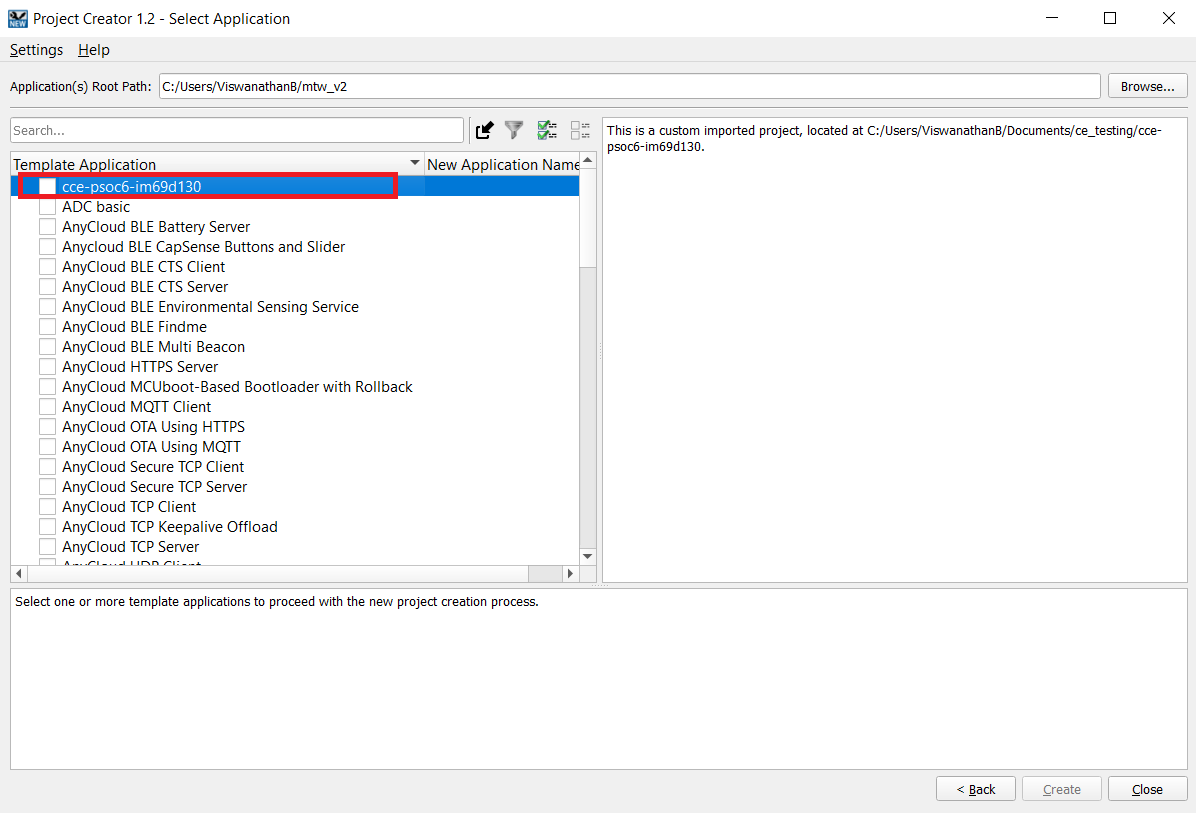 NEW
Project Creator 1.2 - Select Application
Settings Help
Application(s) Root Path: C:/Users/ViswanathanB/mtw_v2 Browse...
Search...
Template Application New Application Name
cce-psoc6-im69d130
ADC basic
AnyCloud BLE Battery Server
Anycloud BLE CapSense Buttons and Slider
AnyCloud BLE CTS Client
AnyCloud BLE CTS Server
AnyCloud BLE Environmental Sensing Service
AnyCloud BLE Findme
AnyCloud BLE Multi Beacon
AnyCloud HTTPS Server
AnyCloud MCUboot-Based Bootloader with Rollback
AnyCloud MQTT Client
AnyCloud OTA Using HTTPS
AnyCloud OTA Using MQTT
AnyCloud Secure TCP Client
AnyCloud Secure TCP Server
AnyCloud TCP Client
AnyCloud TCP Keepalive Offload
AnyCloud TCP Server
AnyCloud UDP Client
This is a custom imported project, located at C:/Users/ViswanathanB/Documents/ce_testing/cce-
psoc6-im69d130.
Select one or more template applications to proceed with the new project creation process.
< Back Create Close